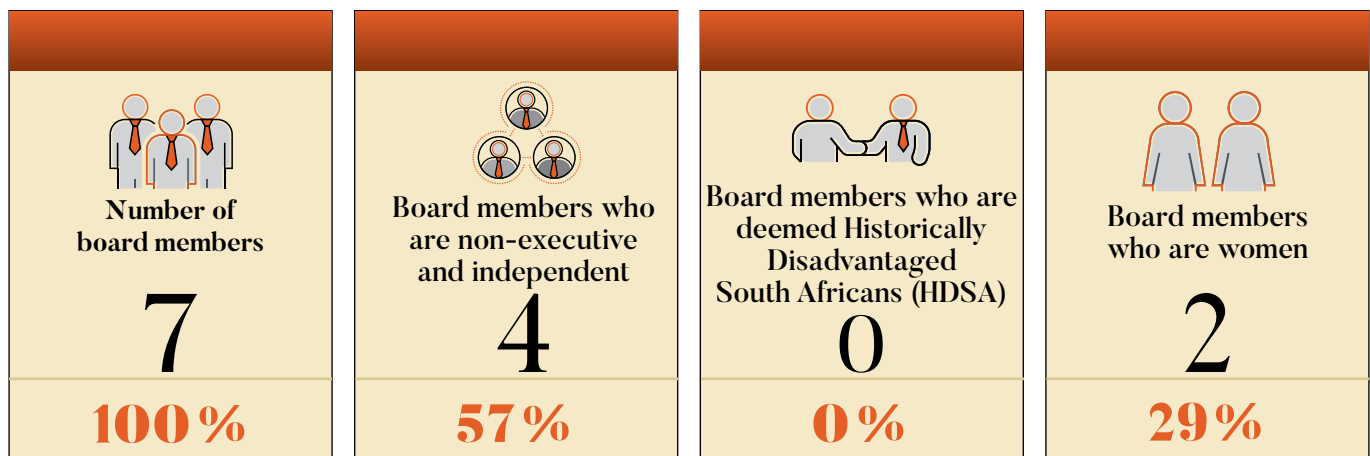 Number of
board members
7
100%
Board members who
are non-executive
and independent
4
57%
Board members who are
deemed Historically
Disadvantaged
South Africans (HDSA)
0
0%
Board members
who are women
2
29%